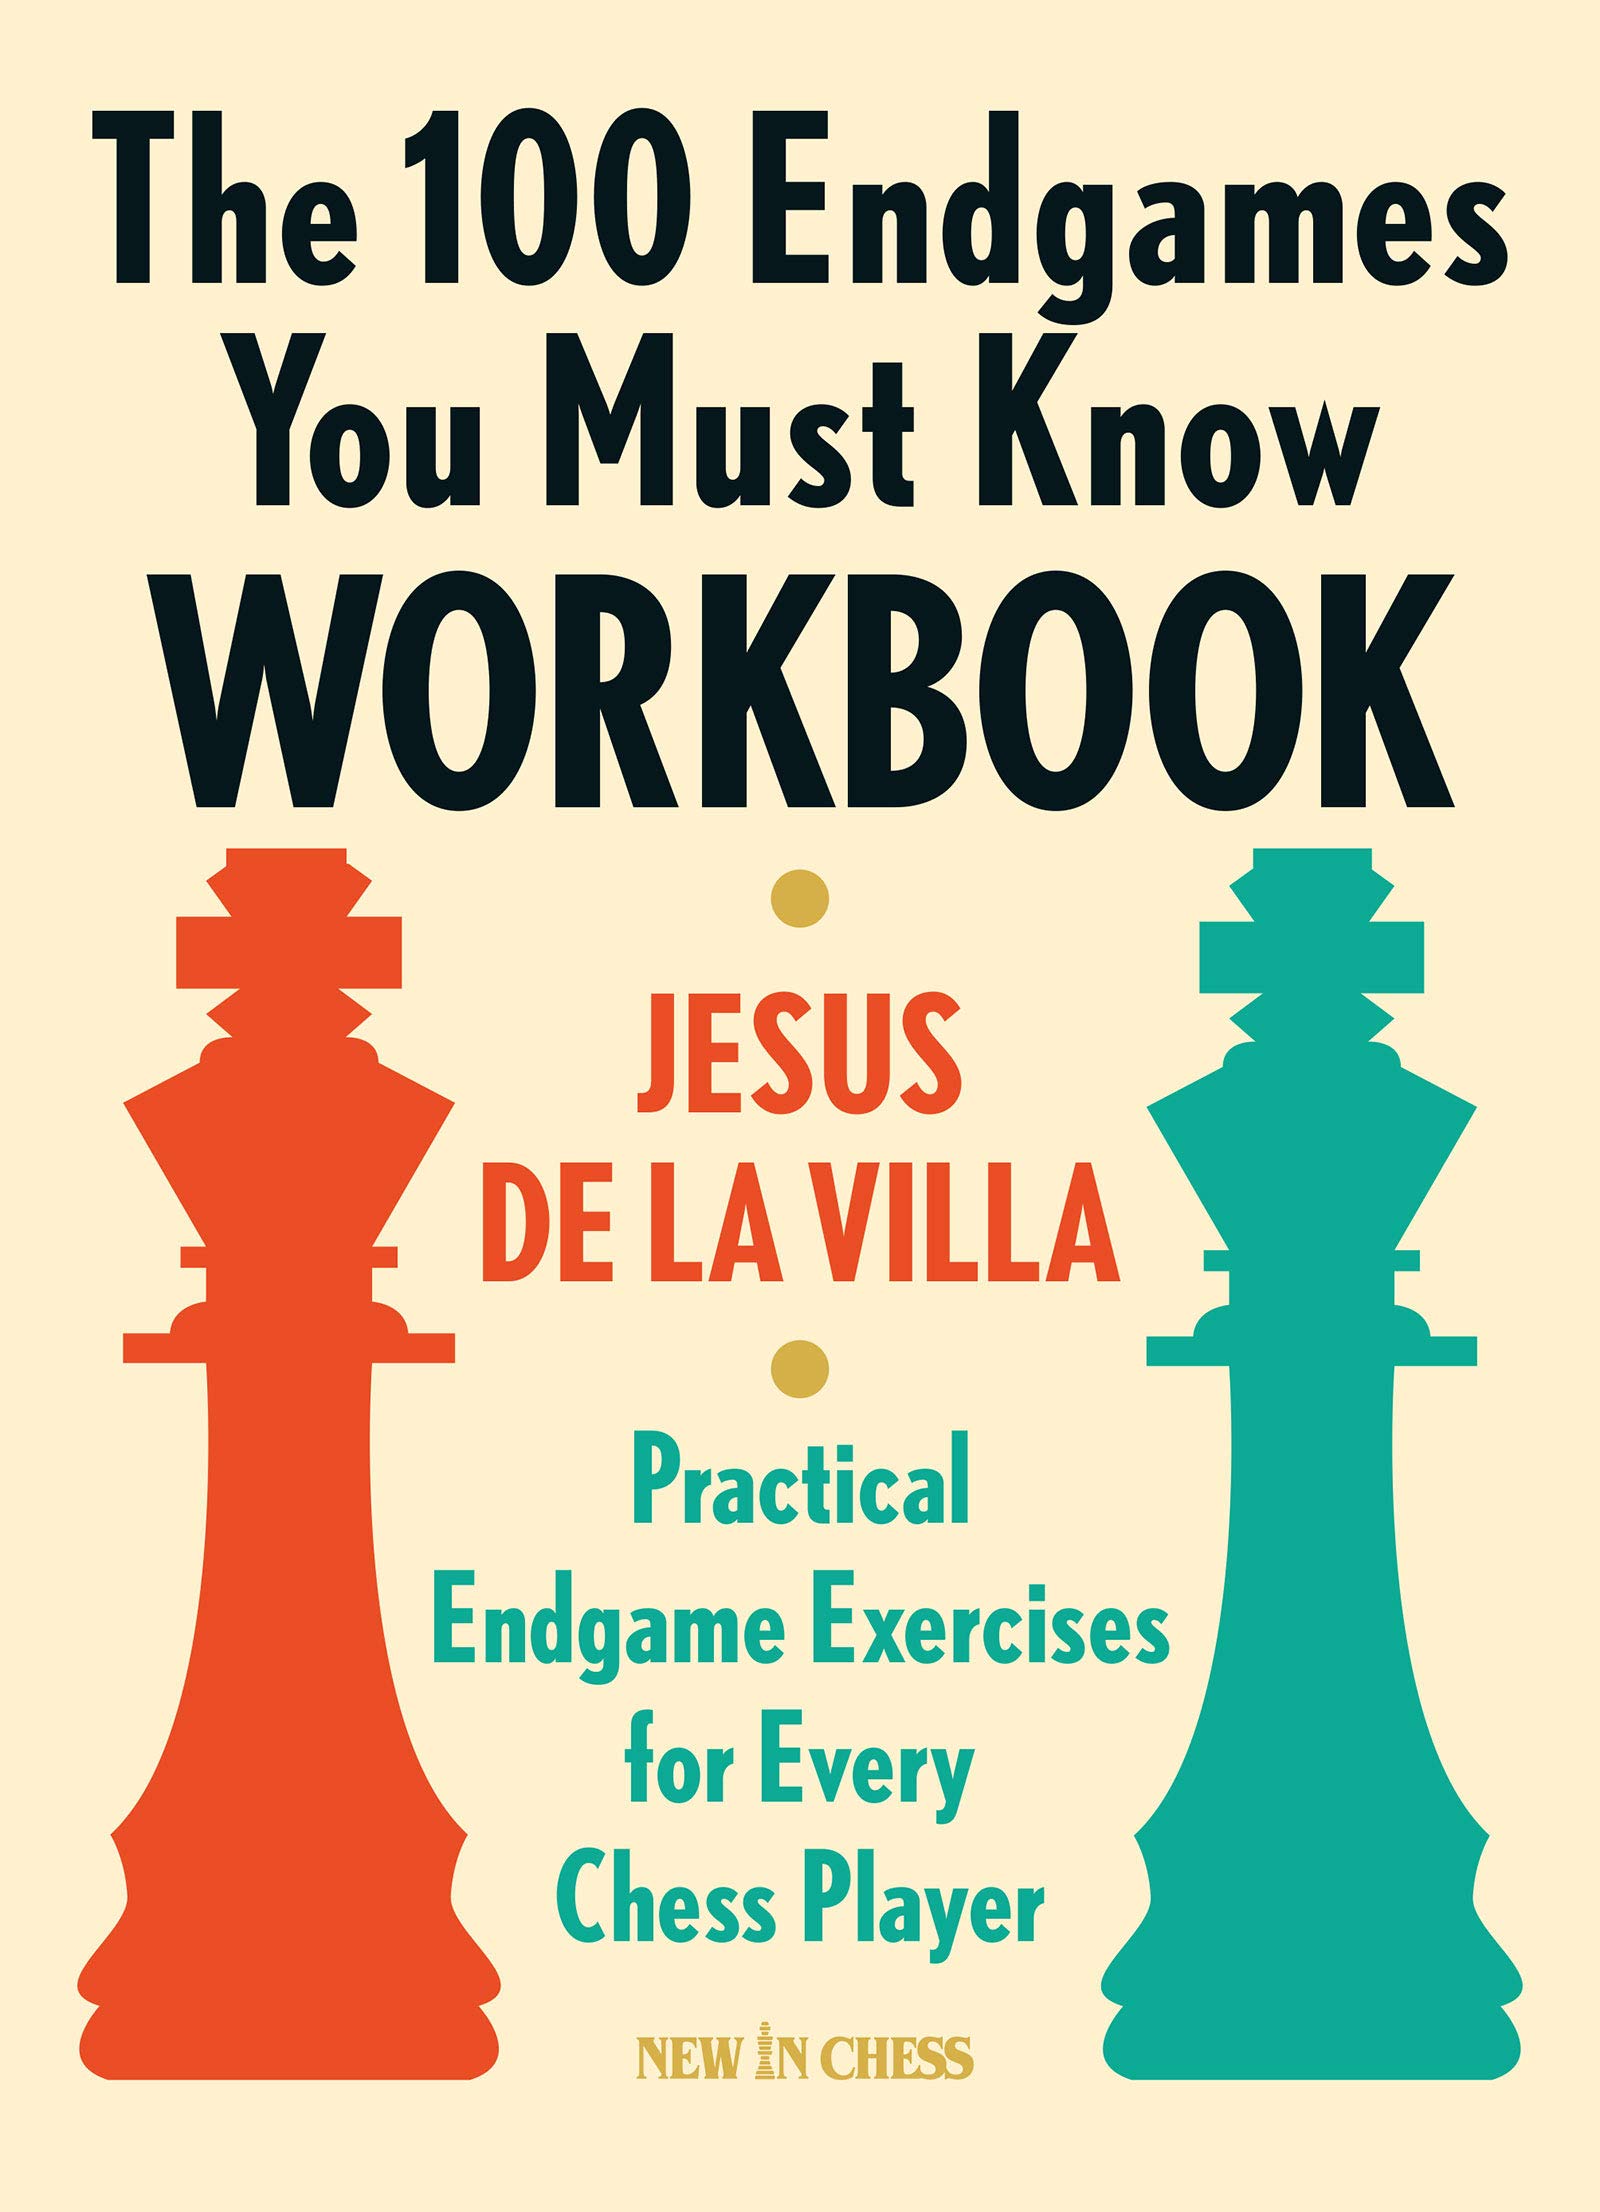 The 100 Endgames
You Must Know
WORKBOOK
JESUS
DE LA VILLA
Practical
Endgame Exercises
for Every
Chess Player
NEW IN CHESS